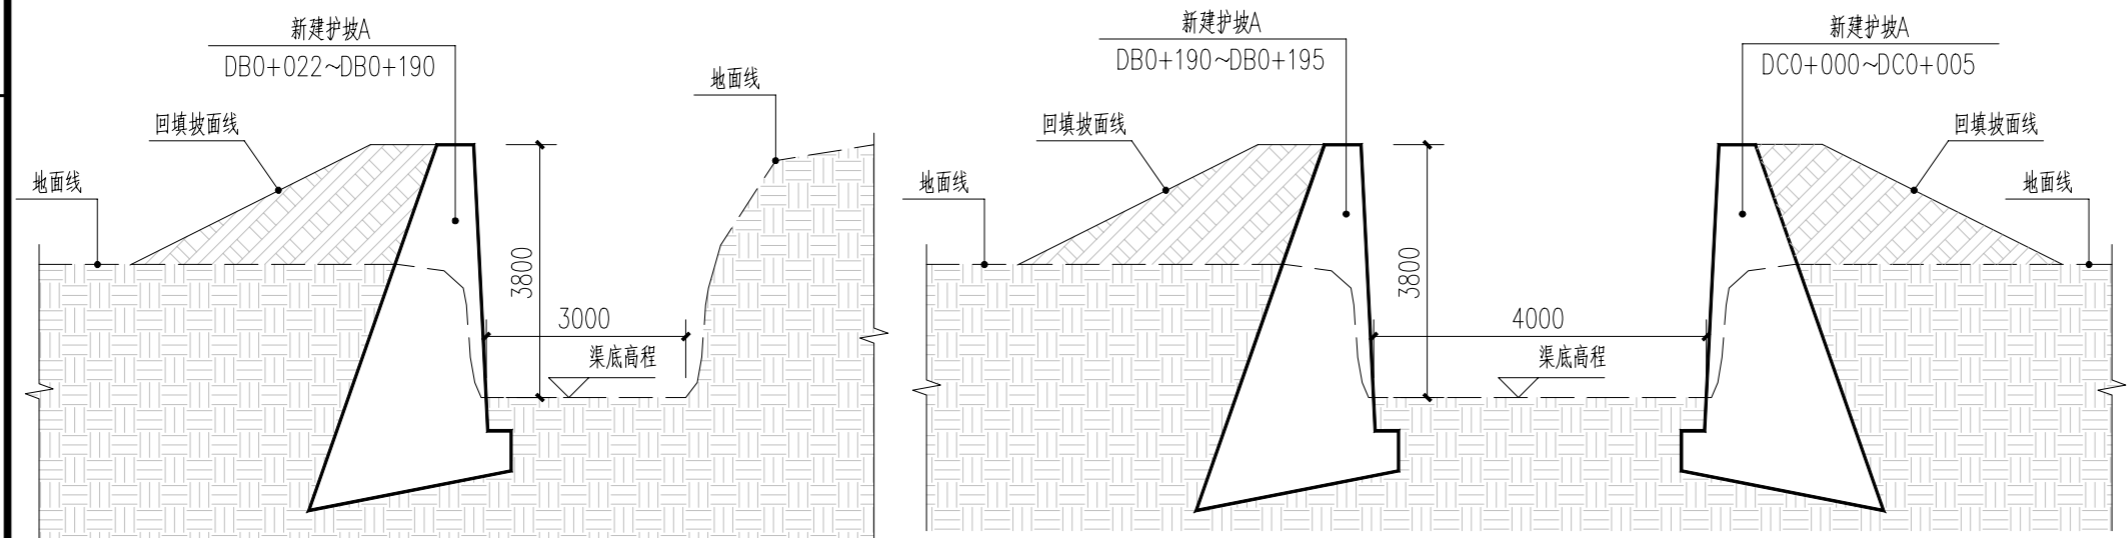 新建护坡A
DB0+022~DB0+190
地面线
回填坡面线
地面线
3800
3000
渠底高程
新建护坡A
DB0+190~DB0+195
新建护坡A
DC0+000~DC0+005
回填坡面线
回填坡面线
地面线
地面线
3800
4000
渠底高程